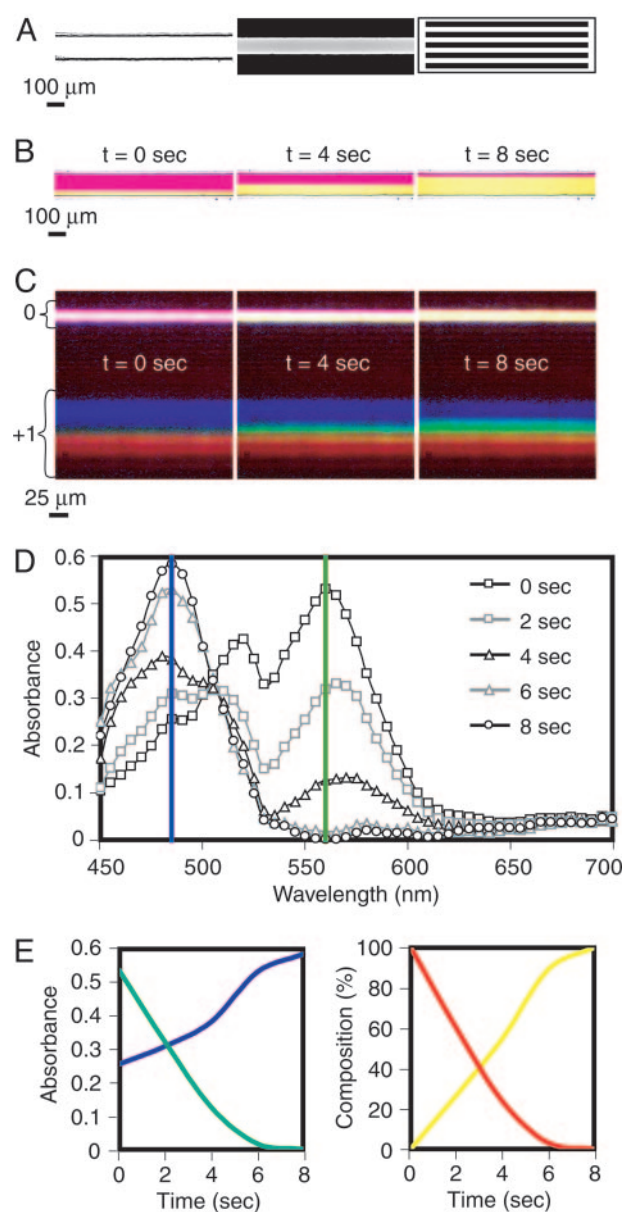 A
100 μm
B
t = 0 sec t = 4 sec t = 8 sec
100 μm
C
0
t = 0 sec t = 4 sec t = 8 sec
+1
25 μm
D
0.6
0.5
0.4
0.3
0.2
0.1
0
Absorbance
0 sec
2 sec
4 sec
6 sec
8 sec
450 500 560 600 650 700
Wavelength (nm)
E
0.6
0.5
0.4
0.3
0.2
0.1
0
Absorbance
0 2 4 6 8
Time (sec)
100
80
60
40
20
0
Composition (%)
0 2 4 6 8
Time (sec)